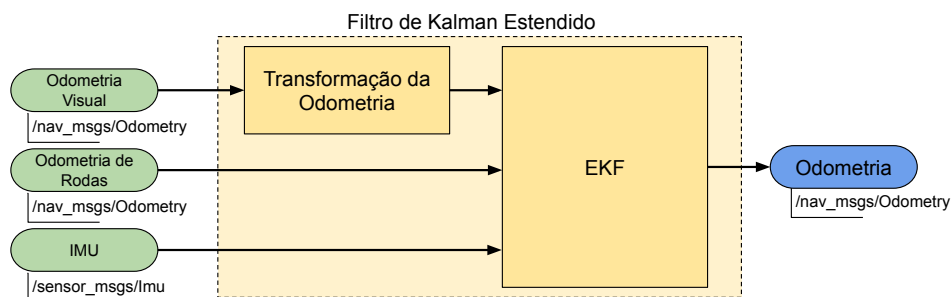 Filtro de Kalman Estendido
Odometria
Visual
/nav_msgs/Odometry
Transformação da
Odometria
Odometria de
Rodas
/nav_msgs/Odometry
EKF
Odometria
/nav_msgs/Odometry
IMU
/sensor_msgs/Imu